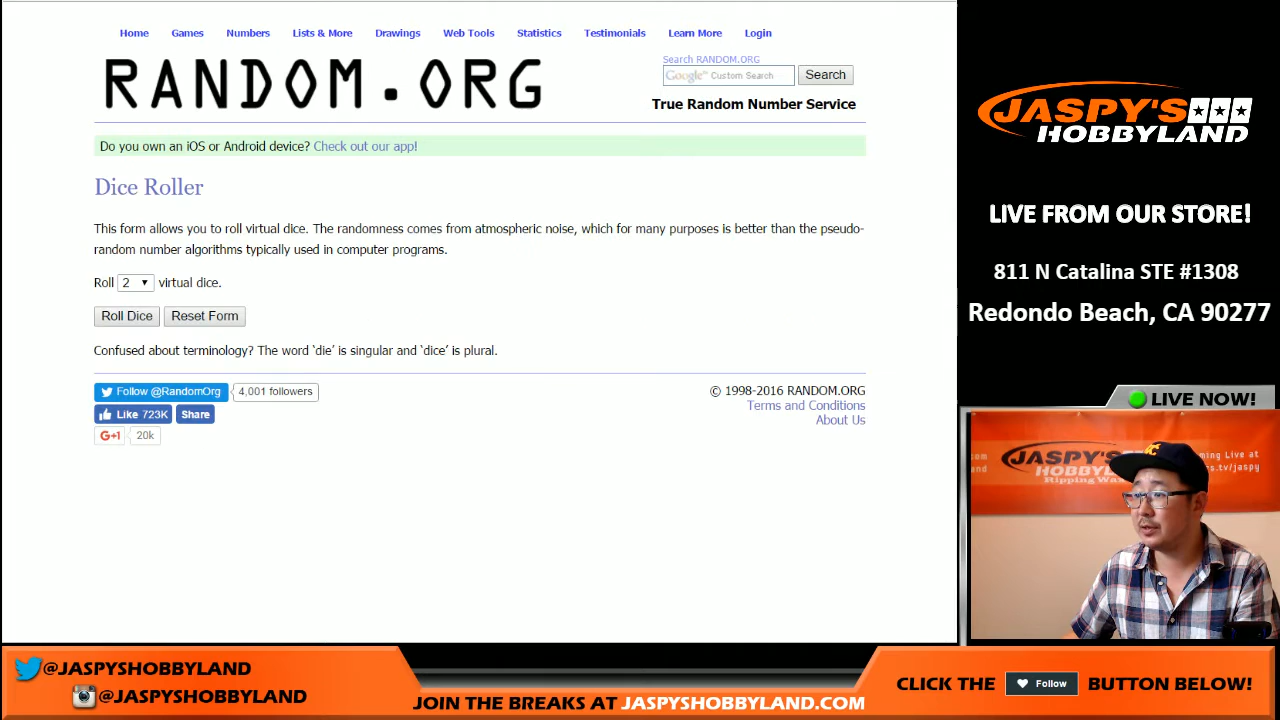 Home Games Numbers Lists & More Drawings Web Tools Statistics Testimonials Learn More Login
RANDOM.ORG
Search RANDOM.ORG
Google™ Custom Search Search
True Random Number Service
Do you own an iOS or Android device? Check out our app!
Dice Roller
This form allows you to roll virtual dice. The randomness comes from atmospheric noise, which for many purposes is better than the pseudo-
random number algorithms typically used in computer programs.
Roll 2 virtual dice.
Roll Dice Reset Form
Confused about terminology? The word ‘die’ is singular and ‘dice’ is plural.
Follow @RandomOrg 4,001 followers
Like 723K Share
G+1 20k
© 1998-2016 RANDOM.ORG
Terms and Conditions
About Us
JASPY'S
HOBBYLAND
LIVE FROM OUR STORE!
811 N Catalina STE #1308
Redondo Beach, CA 90277
LIVE NOW!
JASPY'S
HOBBYLAND
@JASPYSHOBBYLAND
@JASPYSHOBBYLAND
JOIN THE BREAKS AT JASPYSHOBBYLAND.COM
CLICK THE Follow BUTTON BELOW!